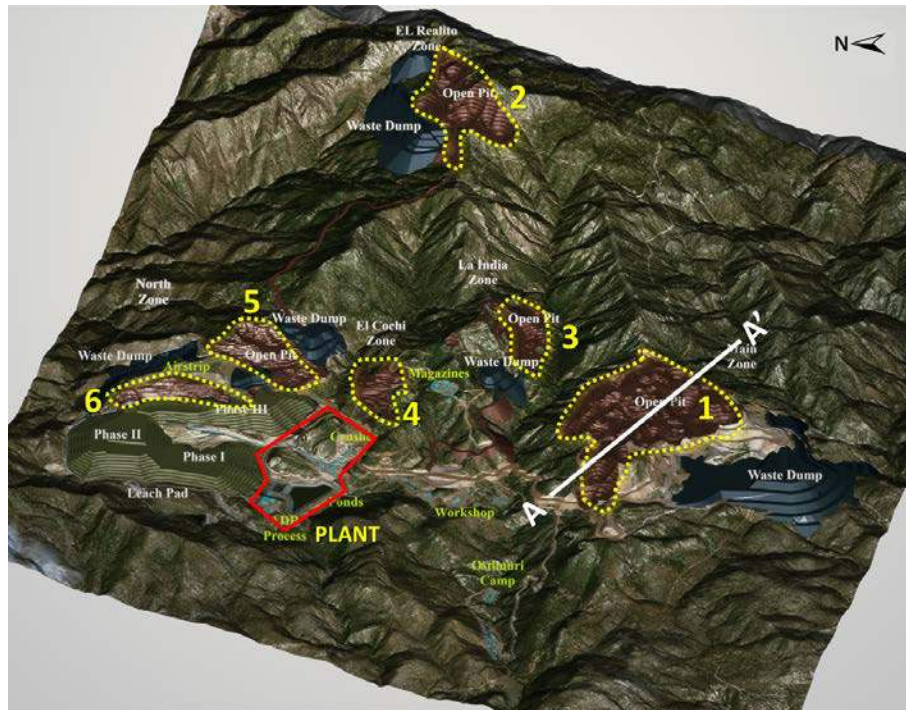 EL Realito
Zone
N
Open Pit
2
Waste Dump
La India
Zone
North
Zone
5
Waste Dump
Open Pit
El Cochi
Zone
3
A'
Waste Dump
Airstrip
Open Pit
Magazines
Waste Dump
Main
Zone
6
Phase III
4
Open Pit
1
Phase II
Phase I
Waste Dump
Leach Pad
Ponds
Workshop
A
Process
PLANT
Camp